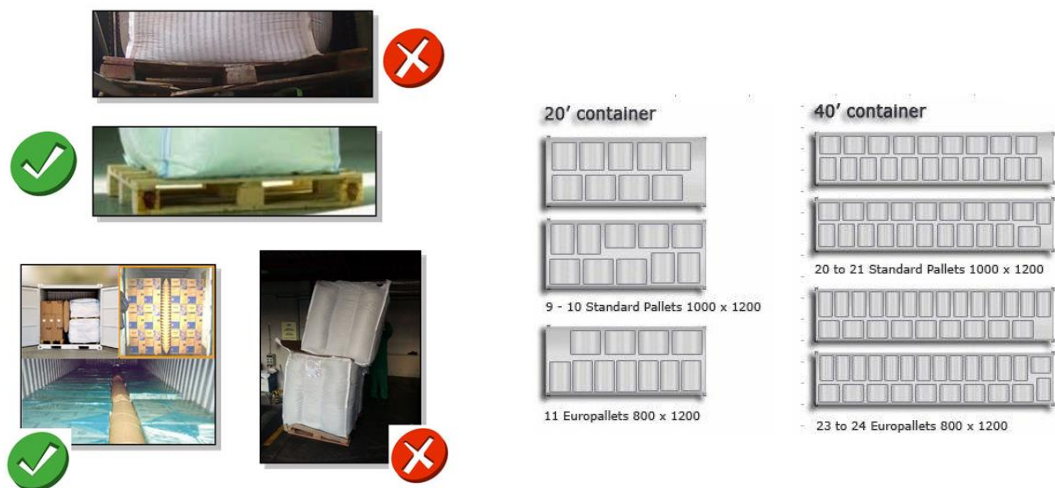 20’ container
9 - 10 Standard Pallets 1000 x 1200
11 Europallets 800 x 1200
40’ container
20 to 21 Standard Pallets 1000 x 1200
23 to 24 Europallets 800 x 1200